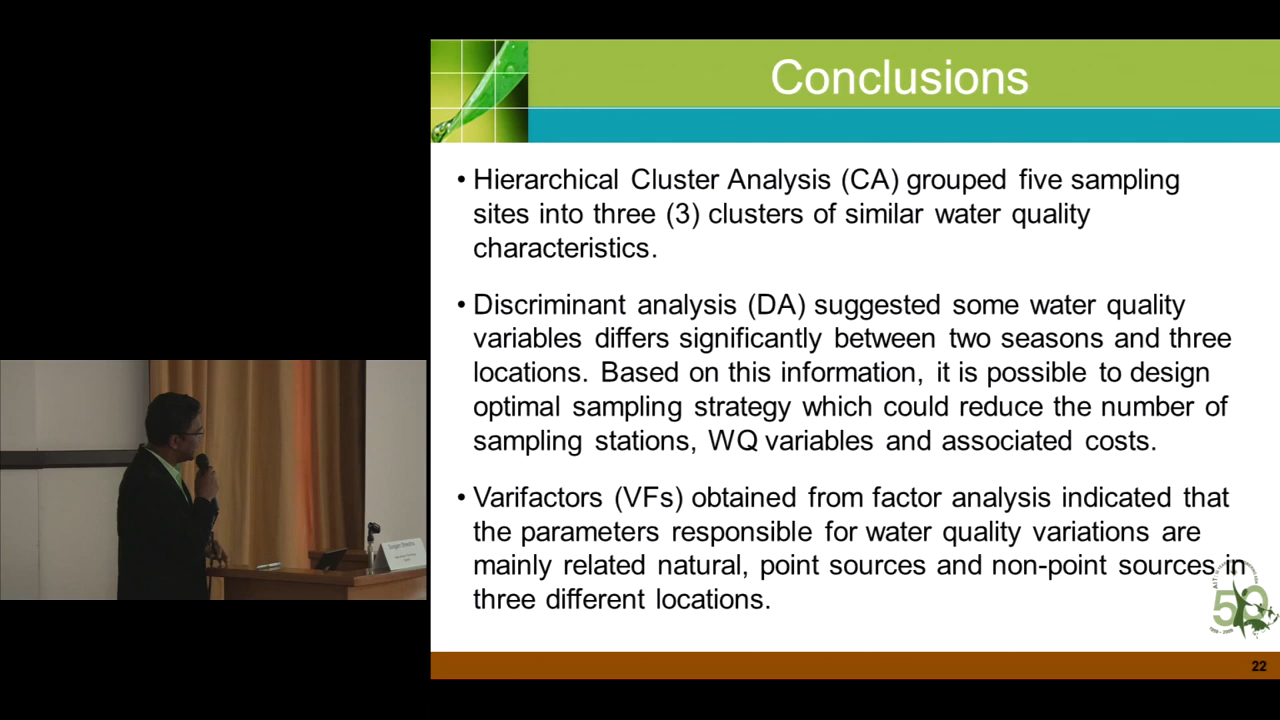 Conclusions
• Hierarchical Cluster Analysis (CA) grouped five sampling
sites into three (3) clusters of similar water quality
characteristics.
• Discriminant analysis (DA) suggested some water quality
variables differs significantly between two seasons and three
locations. Based on this information, it is possible to design
optimal sampling strategy which could reduce the number of
sampling stations, WQ variables and associated costs.
• Varifactors (VFs) obtained from factor analysis indicated that
the parameters responsible for water quality variations are
mainly related natural, point sources and non-point sources in
three different locations.
50
22